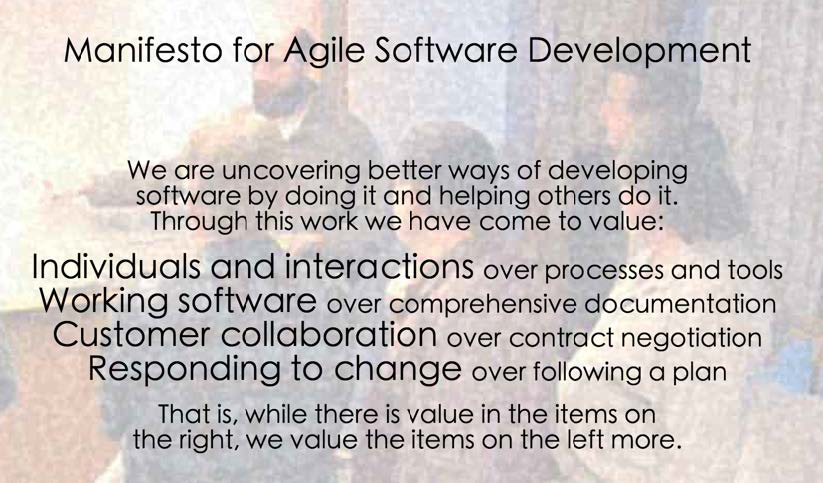 Manifesto for Agile Software Development
We are uncovering better ways of developing
software by doing it and helping others do it.
Through this work we have come to value:
Individuals and interactions over processes and tools
Working software over comprehensive documentation
Customer collaboration over contract negotiation
Responding to change over following a plan
That is, while there is value in the items on
the right, we value the items on the left more.